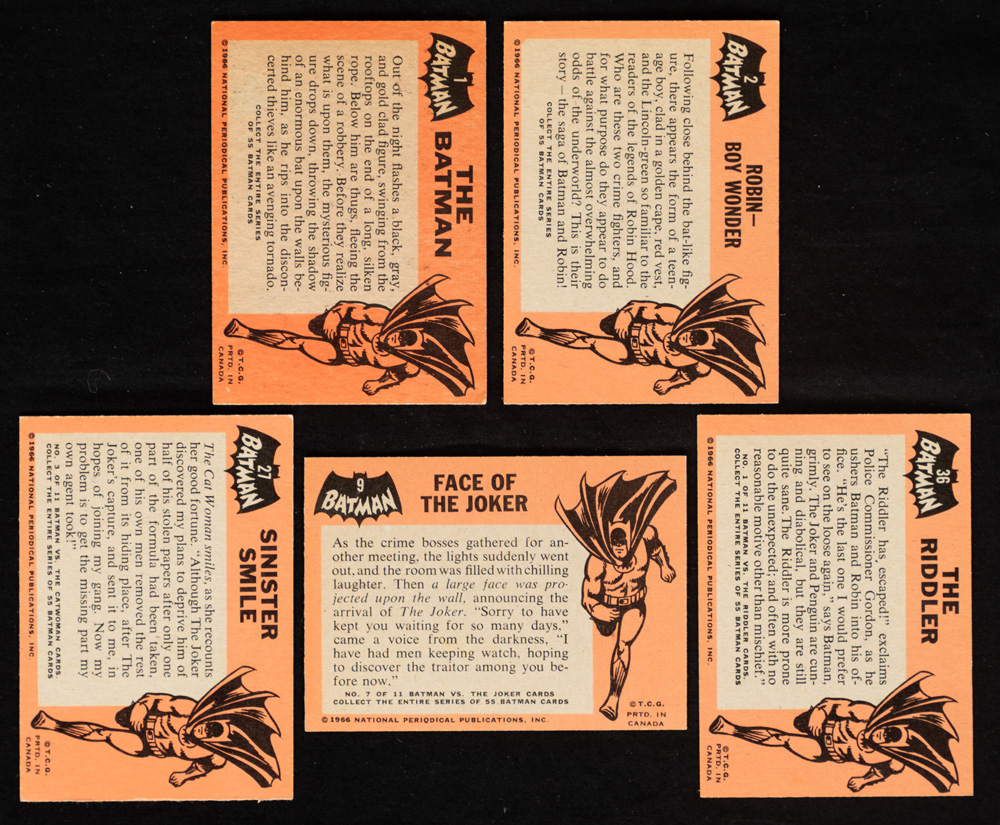 1
BATMAN
THE
BATMAN
Out of the night flashes a black, gray,
and gold clad figure, swinging from the
rooftops on the end of a long, silken
rope. Below him are thugs, fleeing the
scene of a robbery. Before they realize
what is upon them, the mysterious fig-
ure drops down, throwing the shadow
of an enormous bat upon the walls be-
hind him, as he rips into the discon-
certed thieves like an avenging tornado.
COLLECT THE ENTIRE SERIES
OF 55 BATMAN CARDS
©1966 NATIONAL PERIODICAL PUBLICATIONS, INC.
©T.C.G.
PRTD. IN
CANADA
2
BATMAN
ROBIN—
BOY WONDER
Following close behind the bat-like fig-
ure, there appears the form of a teen-
age boy, clad in a golden cape, red vest,
and the Lincoln-green so familiar to the
readers of the legends of Robin Hood.
Who are these two crime fighters, and
for what purpose do they appear to do
battle against the almost overwhelming
odds of the underworld? This is their
story — the saga of Batman and Robin!
COLLECT THE ENTIRE SERIES
OF 55 BATMAN CARDS
©1966 NATIONAL PERIODICAL PUBLICATIONS, INC.
©T.C.G.
PRTD. IN
CANADA
27
BATMAN
SINISTER
SMILE
The Cat Woman smiles, as she recounts
her good fortune. "Although The Joker
discovered my plans to deprive him of
half of his stolen papers after only one
part of the formula had been taken,
one of his own men removed the rest
of it from its hiding place, after The
Joker's capture, and sent it to me, in
hopes of joining my gang. Now my
problem is to get the missing part my
own agent took!"
NO. 3 OF 11 BATMAN VS. THE CATWOMAN CARDS.
COLLECT THE ENTIRE SERIES OF 55 BATMAN CARDS
©1966 NATIONAL PERIODICAL PUBLICATIONS, INC.
©T.C.G.
PRTD. IN
CANADA
9
BATMAN
FACE OF
THE JOKER
As the crime bosses gathered for an-
other meeting, the lights suddenly went
out, and the room was filled with chilling
laughter. Then a large face was pro-
jected upon the wall, announcing the
arrival of The Joker. "Sorry to have
kept you waiting for so many days,"
came a voice from the darkness, "I
have had men keeping watch, hoping
to discover the traitor among you be-
fore now."
NO. 7 OF 11 BATMAN VS. THE JOKER CARDS
COLLECT THE ENTIRE SERIES OF 55 BATMAN CARDS
©1966 NATIONAL PERIODICAL PUBLICATIONS, INC.
©T.C.G.
PRTD. IN
CANADA
36
BATMAN
THE
RIDDLER
"The Riddler has escaped!" exclaims
Police Commissioner Gordon, as he
ushers Batman and Robin into his of-
fice. "He's the last one I would prefer
to see on the loose again," says Batman,
grimly. The Joker and Penguin are cun-
ning and diabolical, but they are still
quite sane. The Riddler is more prone
to do the unexpected; and often with no
reasonable motive other than mischief."
NO. 1 OF 11 BATMAN VS. THE RIDDLER CARDS
COLLECT THE ENTIRE SERIES OF 55 BATMAN CARDS.
©1966 NATIONAL PERIODICAL PUBLICATIONS, INC.
©T.C.G.
PRTD. IN
CANADA